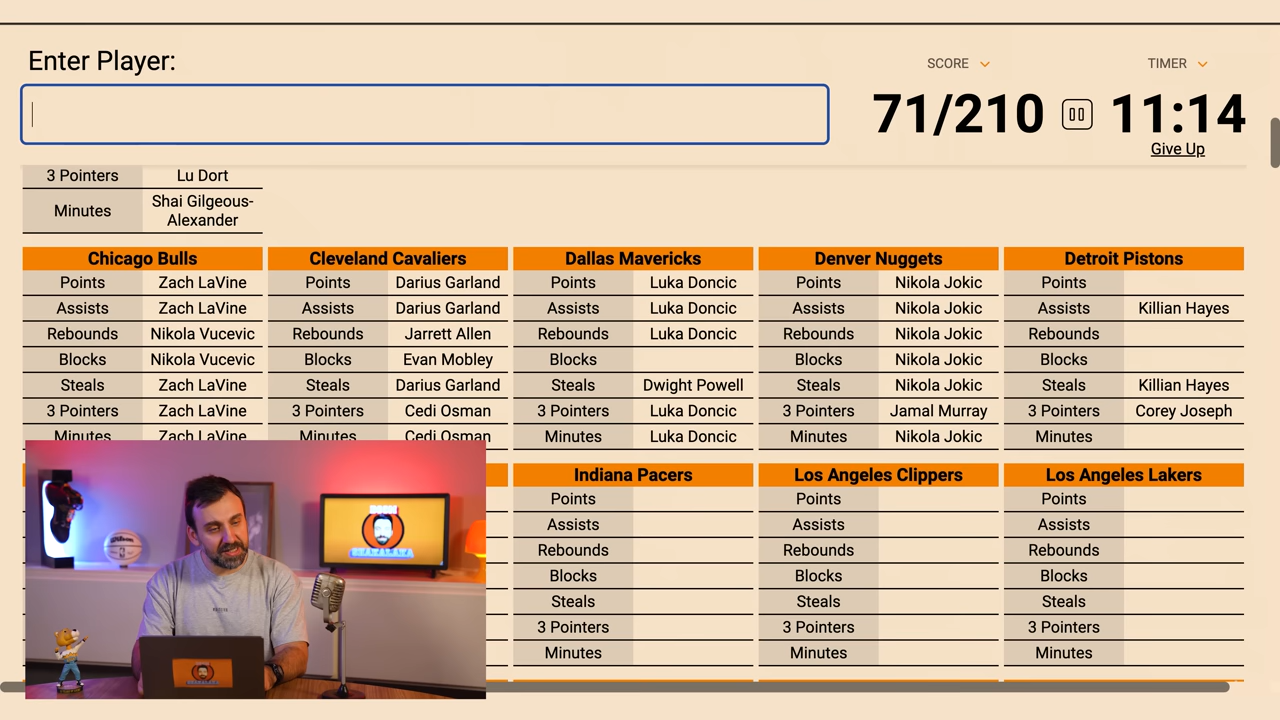 Enter Player:
SCORE
TIMER
71/210
11:14
Give Up
3 Pointers Lu Dort
Minutes Shai Gilgeous-
Alexander
Chicago Bulls
Points Zach LaVine
Assists Zach LaVine
Rebounds Nikola Vucevic
Blocks Nikola Vucevic
Steals Zach LaVine
3 Pointers Zach LaVine
Minutes Zach LaVine
Cleveland Cavaliers
Points Darius Garland
Assists Darius Garland
Rebounds Jarrett Allen
Blocks Evan Mobley
Steals Darius Garland
3 Pointers Cedi Osman
Minutes Cedi Osman
Dallas Mavericks
Points Luka Doncic
Assists Luka Doncic
Rebounds Luka Doncic
Blocks
Steals Dwight Powell
3 Pointers Luka Doncic
Minutes Luka Doncic
Denver Nuggets
Points Nikola Jokic
Assists Nikola Jokic
Rebounds Nikola Jokic
Blocks Nikola Jokic
Steals Nikola Jokic
3 Pointers Jamal Murray
Minutes Nikola Jokic
Detroit Pistons
Points
Assists Killian Hayes
Rebounds
Blocks
Steals Killian Hayes
3 Pointers Corey Joseph
Minutes
Indiana Pacers
Points
Assists
Rebounds
Blocks
Steals
3 Pointers
Minutes
Los Angeles Clippers
Points
Assists
Rebounds
Blocks
Steals
3 Pointers
Minutes
Los Angeles Lakers
Points
Assists
Rebounds
Blocks
Steals
3 Pointers
Minutes
Wilson